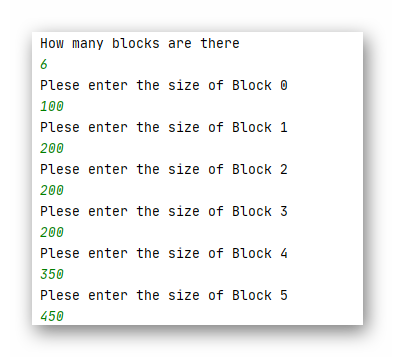 How many blocks are there
6
Plese enter the size of Block 0
100
Plese enter the size of Block 1
200
Plese enter the size of Block 2
200
Plese enter the size of Block 3
200
Plese enter the size of Block 4
350
Plese enter the size of Block 5
450